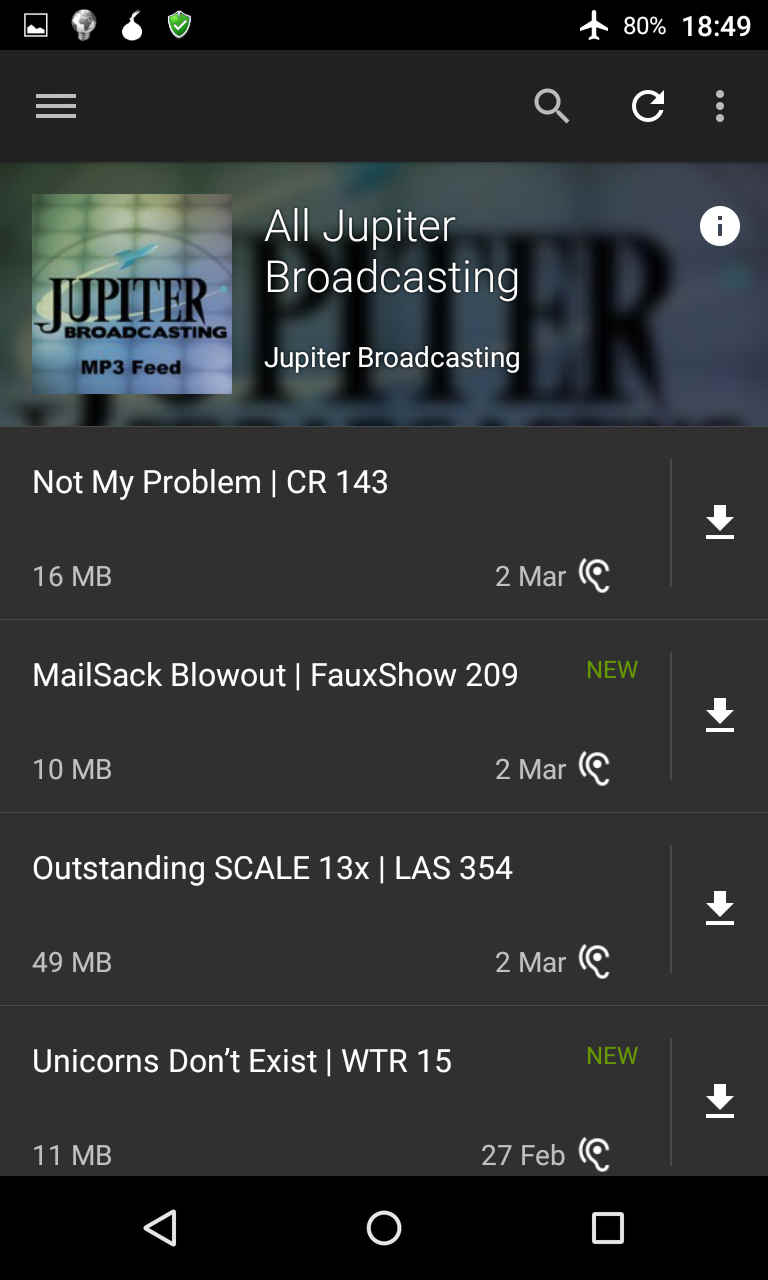 80% 18:49
All Jupiter
Broadcasting
Jupiter Broadcasting
JUPITER
BROADCASTING
MP3 Feed
Not My Problem | CR 143
16 MB 2 Mar
MailSack Blowout | FauxShow 209 NEW
10 MB 2 Mar
Outstanding SCALE 13x | LAS 354
49 MB 2 Mar
Unicorns Don’t Exist | WTR 15 NEW
11 MB 27 Feb